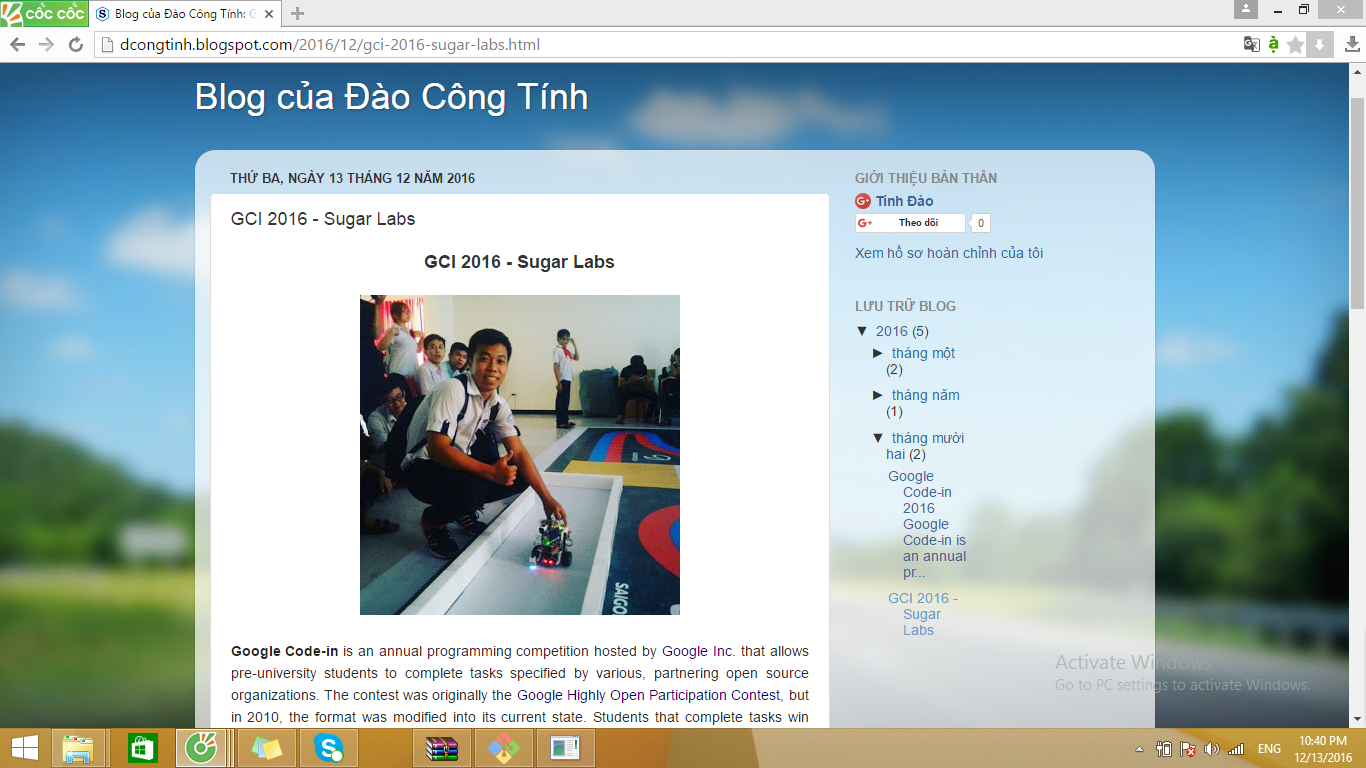 cốc cốc
Blog của Đào Công Tính: G
dcongtinh.blogspot.com/2016/12/gci-2016-sugar-labs.html
Blog của Đào Công Tính
THỨ BA, NGÀY 13 THÁNG 12 NĂM 2016
GCI 2016 - Sugar Labs
GCI 2016 - Sugar Labs
SAIGO
Google Code-in is an annual programming competition hosted by Google Inc. that allows
pre-university students to complete tasks specified by various, partnering open source
organizations. The contest was originally the Google Highly Open Participation Contest, but
in 2010, the format was modified into its current state. Students that complete tasks win
GIỚI THIỆU BẢN THÂN
Tính Đào
Theo dõi
0
Xem hồ sơ hoàn chỉnh của tôi
LƯU TRỮ BLOG
▼ 2016 (5)
► tháng một
(2)
► tháng năm
(1)
▼ tháng mười
hai (2)
Google
Code-in
2016
Google
Code-in is
an annual
pr...
GCI 2016 -
Sugar
Labs
Activate Windows
Go to PC settings to activate Windows.
ENG
10:40 PM
12/13/2016